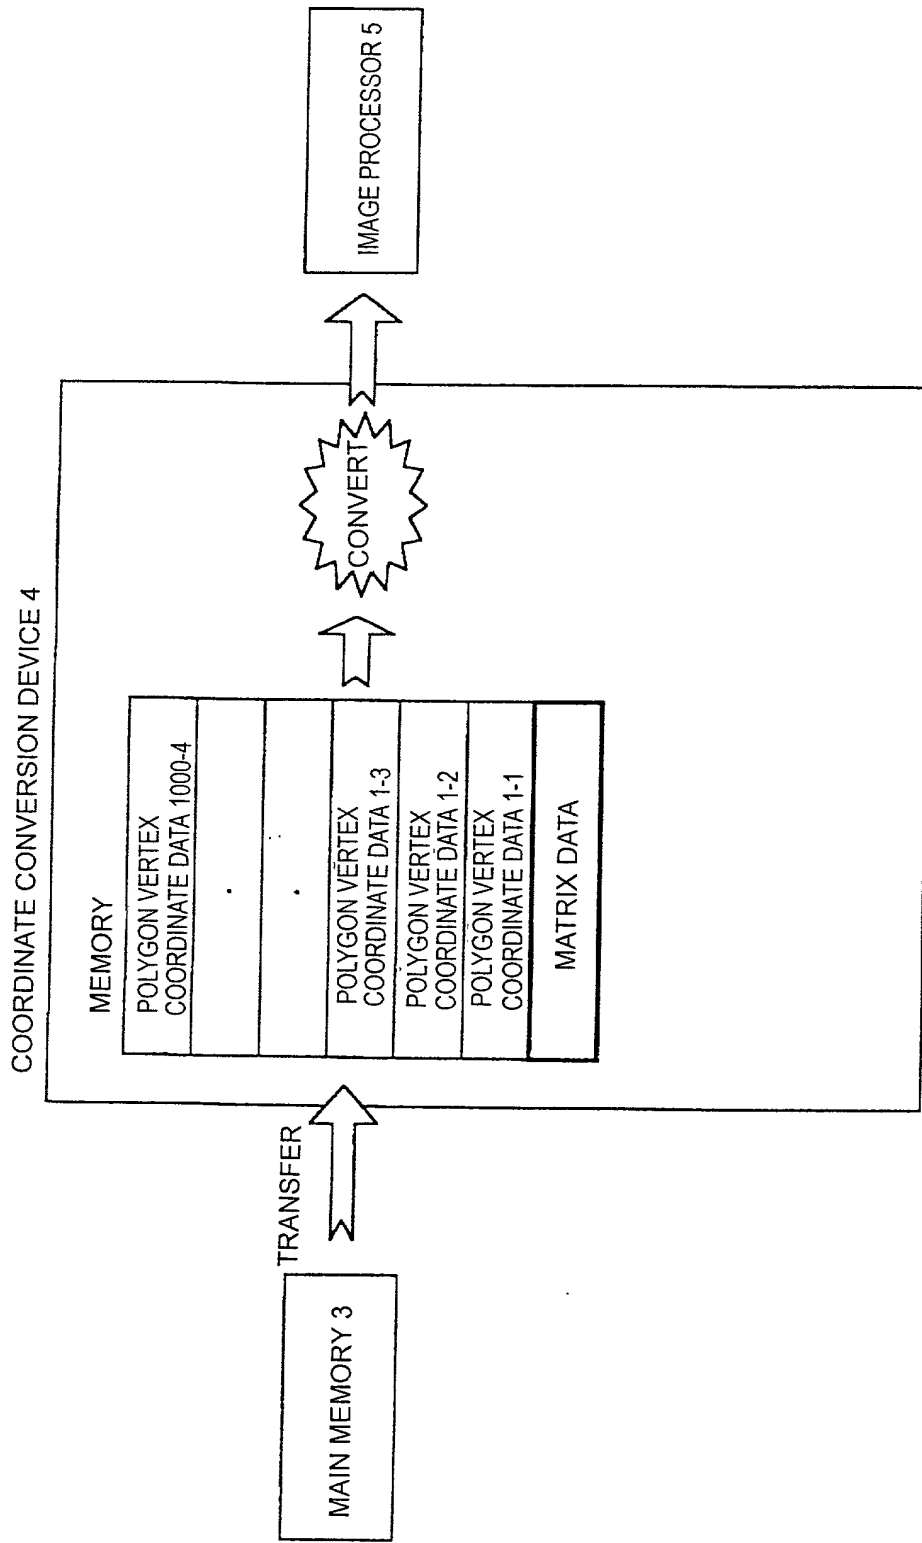 COORDINATE CONVERSION DEVICE 4
MEMORY
POLYGON VERTEX
COORDINATE DATA 1000-4
.
.
POLYGON VERTEX
COORDINATE DATA 1-3
POLYGON VERTEX
COORDINATE DATA 1-2
POLYGON VERTEX
COORDINATE DATA 1-1
MATRIX DATA
TRANSFER
MAIN MEMORY 3
CONVERT
IMAGE PROCESSOR 5